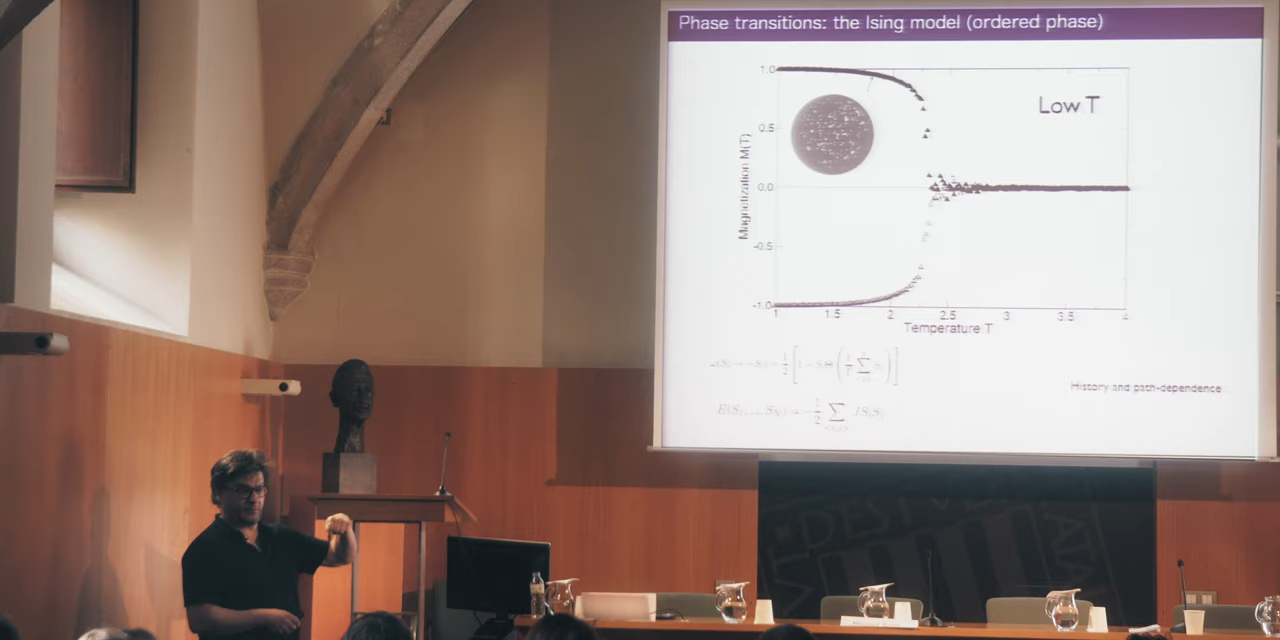 Phase transitions: the Ising model (ordered phase)
1.0
Low T
0.5
Magnetization M(T)
0.0
-0.5
-1.0
1 1.5 2 2.5 3 3.5 4
Temperature T
History and path-dependence